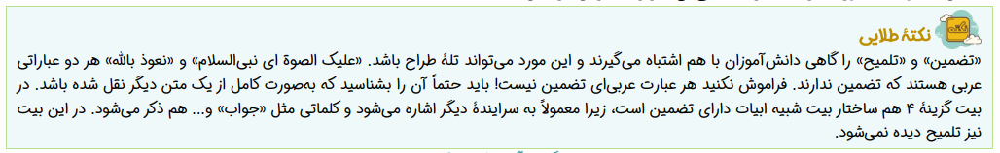 نکتهٔ طلایی
«تضمین» و «تلمیح» را گاهی دانش‌آموزان با هم اشتباه می‌گیرند و این مورد می‌تواند تلهٔ طراح باشد. «علیک الصوة ای نبی‌السلام» و «نعوذ بالله» هر دو عباراتی
عربی هستند که تضمین ندارند. فراموش نکنید هر عبارت عربی‌ای تضمین نیست! باید حتماً آن را بشناسید که به‌صورت کامل از یک متن دیگر نقل شده باشد. در
بیت گزینهٔ ۴ هم ساختار بیت شبیه ابیات دارای تضمین است، زیرا معمولاً به سرایندهٔ دیگر اشاره می‌شود و کلماتی مثل «جواب» و... هم ذکر می‌شود. در این بیت
نیز تلمیح دیده نمی‌شود.